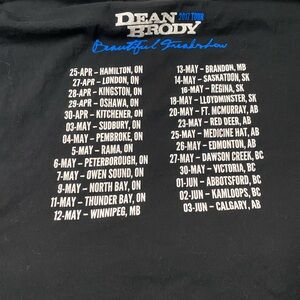 DEAN 2017 TOUR
BRODY
Beautiful Freakshow
25-APR – HAMILTON, ON
27-APR – LONDON, ON
28-APR – KINGSTON, ON
29-APR – OSHAWA, ON
30-APR – KITCHENER, ON
03-MAY – SUDBURY, ON
04-MAY – PEMBROKE, ON
5-MAY – RAMA, ON
6-MAY – PETERBOROUGH, ON
7-MAY – OWEN SOUND, ON
9-MAY – NORTH BAY, ON
11-MAY – THUNDER BAY, ON
12-MAY – WINNIPEG, MB
13-MAY – BRANDON, MB
14-MAY – SASKATOON, SK
16-MAY – REGINA, SK
18-MAY – LLOYDMINSTER, SK
20-MAY – FT. MCMURRAY, AB
23-MAY – RED DEER, AB
25-MAY – MEDICINE HAT, AB
26-MAY – EDMONTON, AB
27-MAY – DAWSON CREEK, BC
30-MAY – VICTORIA, BC
01-JUN – ABBOTSFORD, BC
02-JUN – KAMLOOPS, BC
03-JUN – CALGARY, AB